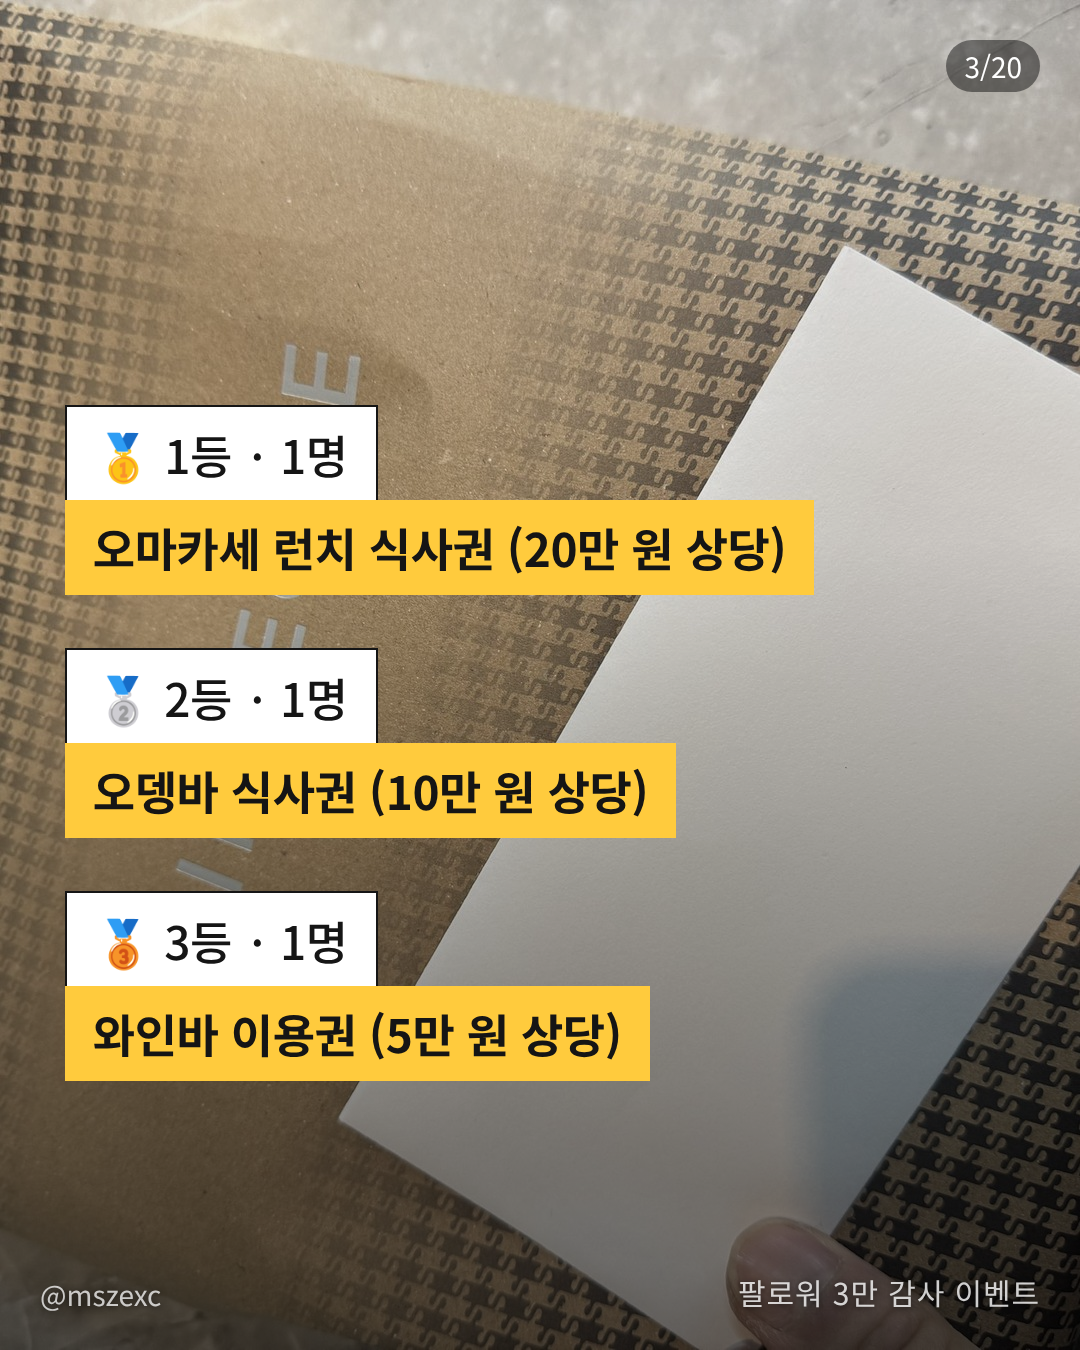 3/20
🥇 1등 · 1명
오마카세 런치 식사권 (20만 원 상당)
🥈 2등 · 1명
오뎅바 식사권 (10만 원 상당)
🥉 3등 · 1명
와인바 이용권 (5만 원 상당)
@mszexc
팔로워 3만 감사 이벤트